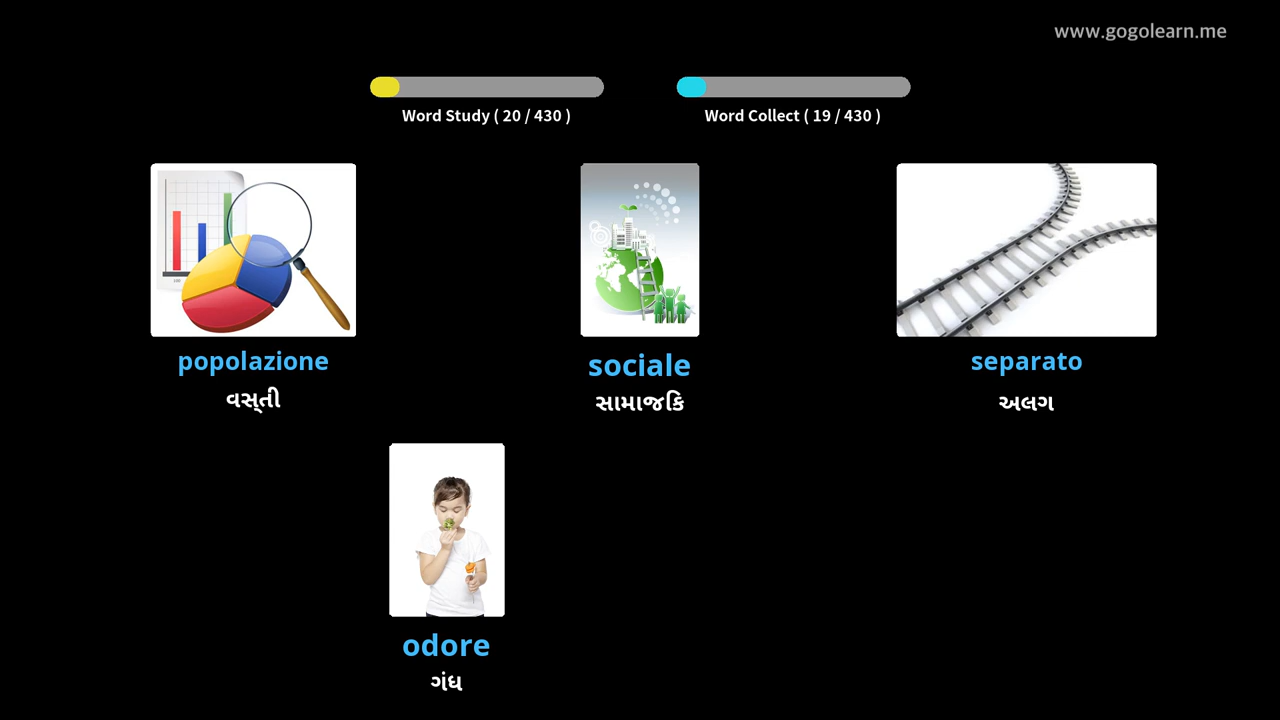 www.gogolearn.me
Word Study ( 20 / 430 )
Word Collect ( 19 / 430 )
popolazione
sociale
separato
વસ્તી
સામાજિક
અલગ
odore
ગંધ